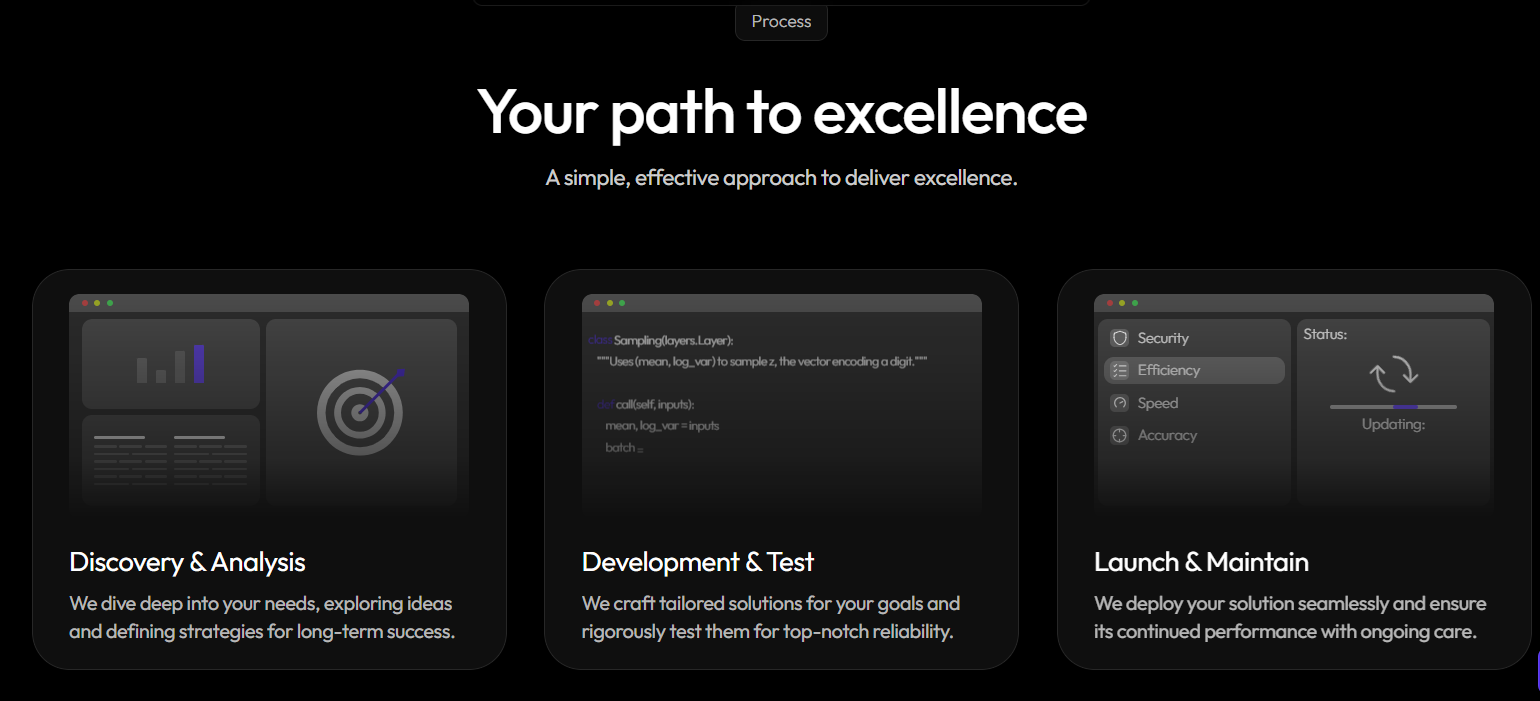 Process
Your path to excellence
A simple, effective approach to deliver excellence.
class Sampling(layers.Layer):
"""Uses (mean, log_var) to sample z, the vector encoding a digit."""
def call(self, inputs):
mean, log_var = inputs
batch =
Security
Efficiency
Speed
Accuracy
Status:
Updating:
Discovery & Analysis
We dive deep into your needs, exploring ideas
and defining strategies for long-term success.
Development & Test
We craft tailored solutions for your goals and
rigorously test them for top-notch reliability.
Launch & Maintain
We deploy your solution seamlessly and ensure
its continued performance with ongoing care.